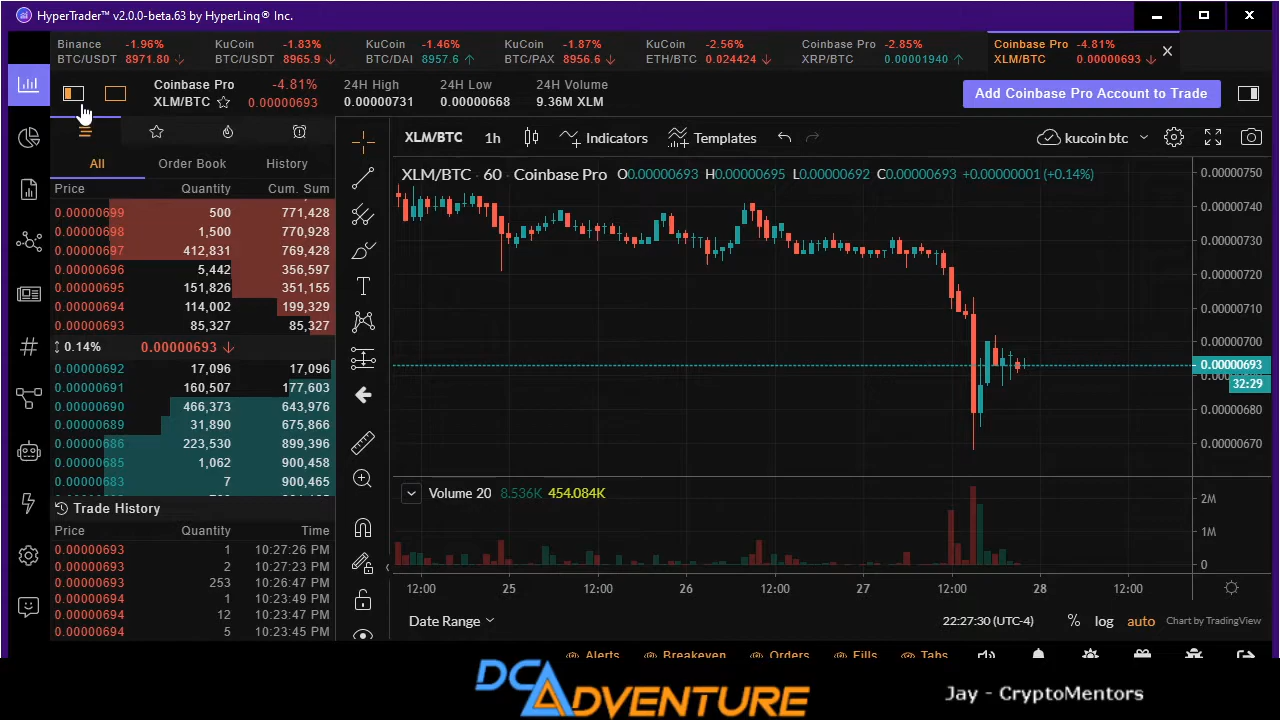 HyperTrader™ v2.0.0-beta.63 by HyperLinq® Inc.
Binance -1.96%
BTC/USDT 8971.80
KuCoin -1.83%
BTC/USDT 8965.9
KuCoin -1.46%
BTC/DAI 8957.6
KuCoin -1.87%
BTC/PAX 8956.6
KuCoin -2.56%
ETH/BTC 0.024424
Coinbase Pro -2.85%
XRP/BTC 0.00001940
Coinbase Pro -4.81%
XLM/BTC 0.00000693
Coinbase Pro -4.81%
XLM/BTC 0.00000693
24H High
0.00000731
24H Low
0.00000668
24H Volume
9.36M XLM
Add Coinbase Pro Account to Trade
All Order Book History
Price Quantity Cum. Sum
0.00000699 500 771,428
0.00000698 1,500 770,928
0.00000697 412,831 769,428
0.00000696 5,442 356,597
0.00000695 151,826 351,155
0.00000694 114,002 199,329
0.00000693 85,327 85,327
0.14% 0.00000693
0.00000692 17,096 17,096
0.00000691 160,507 177,603
0.00000690 466,373 643,976
0.00000689 31,890 675,866
0.00000686 223,530 899,396
0.00000685 1,062 900,458
0.00000683 7 900,465
Trade History
Price Quantity Time
0.00000693 1 10:27:26 PM
0.00000693 2 10:27:23 PM
0.00000693 253 10:26:47 PM
0.00000694 1 10:23:49 PM
0.00000694 12 10:23:47 PM
0.00000694 5 10:23:45 PM
XLM/BTC 1h Indicators Templates kucoin btc
XLM/BTC · 60 · Coinbase Pro O0.00000693 H0.00000695 L0.00000692 C0.00000693 +0.00000001 (+0.14%)
0.00000750
0.00000740
0.00000730
0.00000720
0.00000710
0.00000700
0.00000693
32:29
0.00000680
0.00000670
Volume 20 8.536K 454.084K
2M
1M
0
12:00 25 12:00 26 12:00 27 12:00 28 12:00
Date Range 22:27:30 (UTC-4) % log auto Chart by TradingView
Alerts Breakeven Orders Fills Tabs
DCAdventure
Jay - CryptoMentors